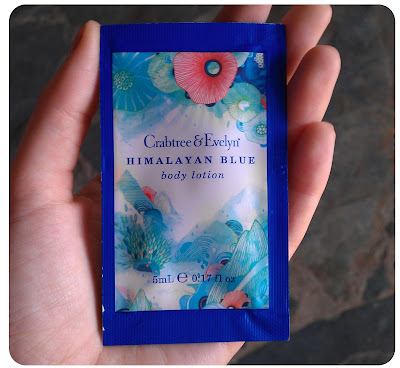 Crabtree & Evelyn®
HIMALAYAN BLUE
body lotion
5mL ℮ 0.17 fl oz